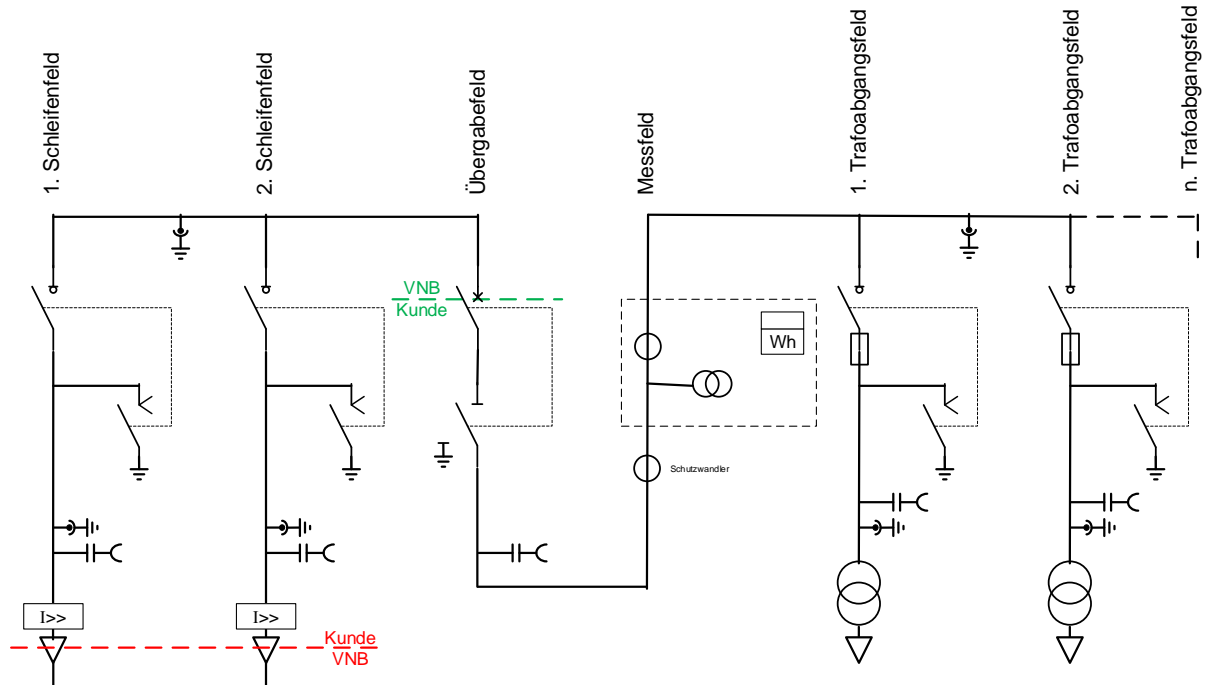 1. Schleifenfeld
2. Schleifenfeld
Übergabefeld
Messfeld
1. Trafoabgangsfeld
2. Trafoabgangsfeld
n. Trafoabgangsfeld
VNB
Kunde
Wh
Schutzwandler
I>>
I>>
Kunde
VNB